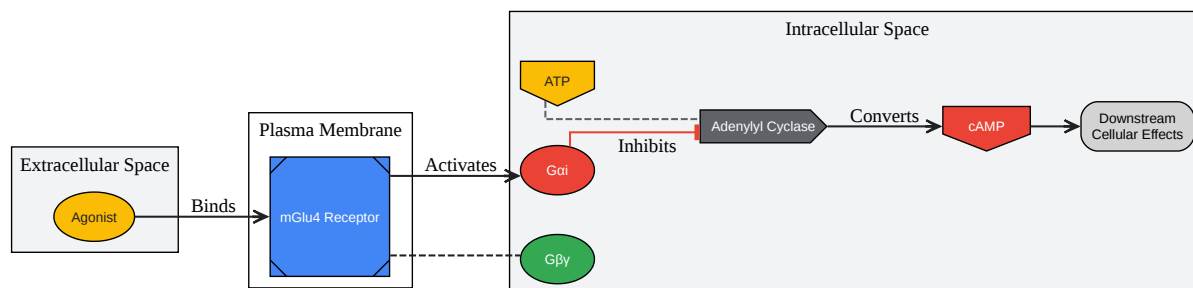 Extracellular Space
Agonist
Binds
Plasma Membrane
mGlu4 Receptor
Activates
Intracellular Space
ATP
Gαi
Inhibits
Gβγ
Adenylyl Cyclase
Converts
cAMP
Downstream
Cellular Effects